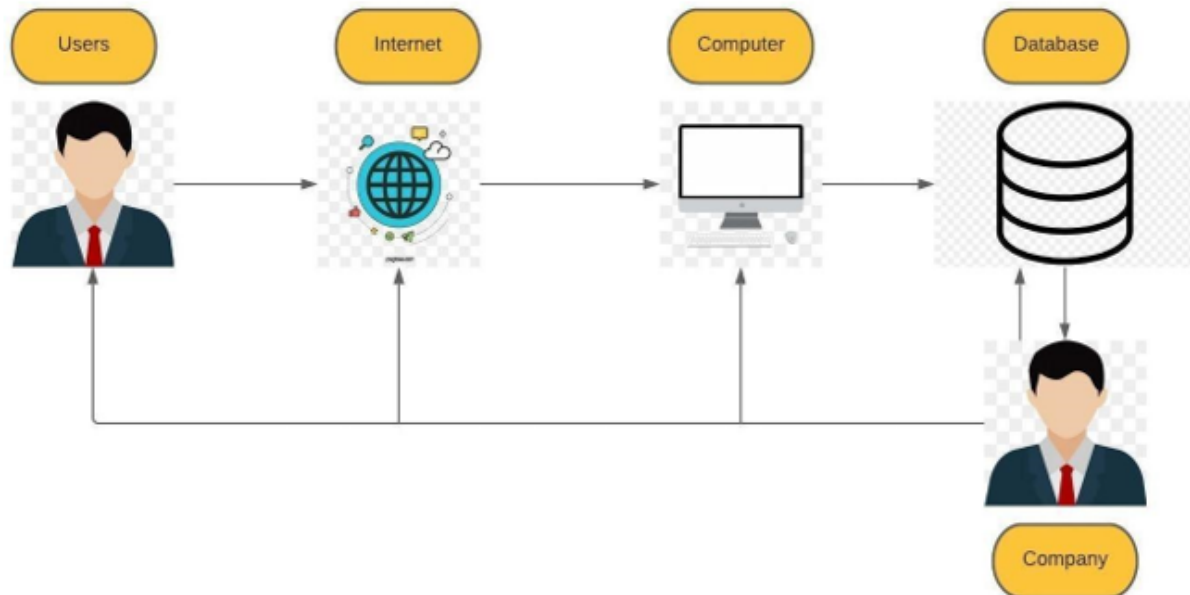 Users
Internet
Computer
Database
Company